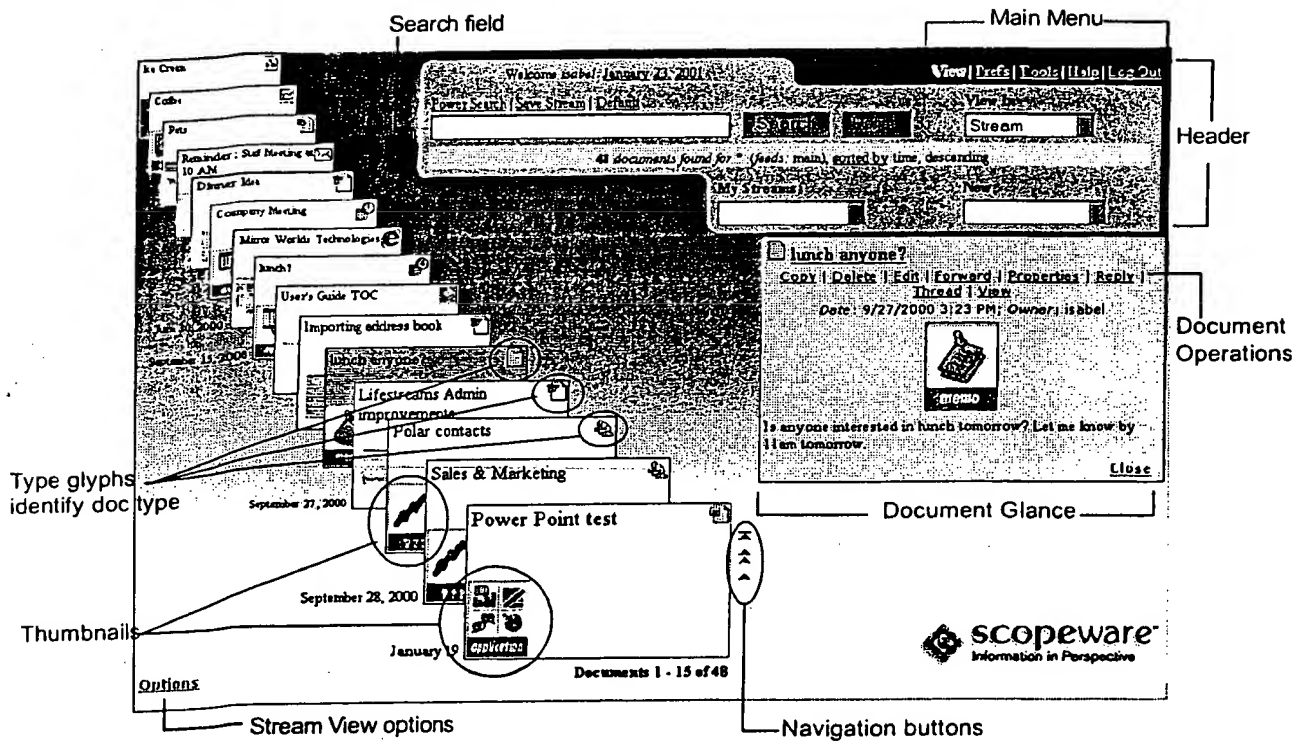 Search field
Main Menu
Ice Cream
Welcome isabel: January 23, 2001
View | Prefs | Tools | Help | Log Out
Power Search | Save Stream | Default
Search
Stream
Header
48 documents found for * (feeds: main), sorted by time, descending
My Streams
New
Pets
Reminder: Staff Meeting at
10 AM
Dinner Idea
Company Meeting
Mirror Worlds Technologies
lunch?
User's Guide TOC
Importing address book
lunch anyone
Lifestreams Admin
improvements
Polar contacts
Sales & Marketing
Power Point test
lunch anyone?
Copy | Delete | Edit | Forward | Properties | Reply |
Thread | View
Date: 9/27/2000 3:23 PM; Owner: isabel
memo
Is anyone interested in lunch tomorrow? Let me know by
11am tomorrow.
Close
Document
Operations
Document Glance
Type glyphs
identify doc type
September 15, 2000
September 27, 2000
September 28, 2000
January 19
application
Thumbnails
Documents 1 - 15 of 48
scopeware
Information in Perspective
Options
Stream View options
Navigation buttons